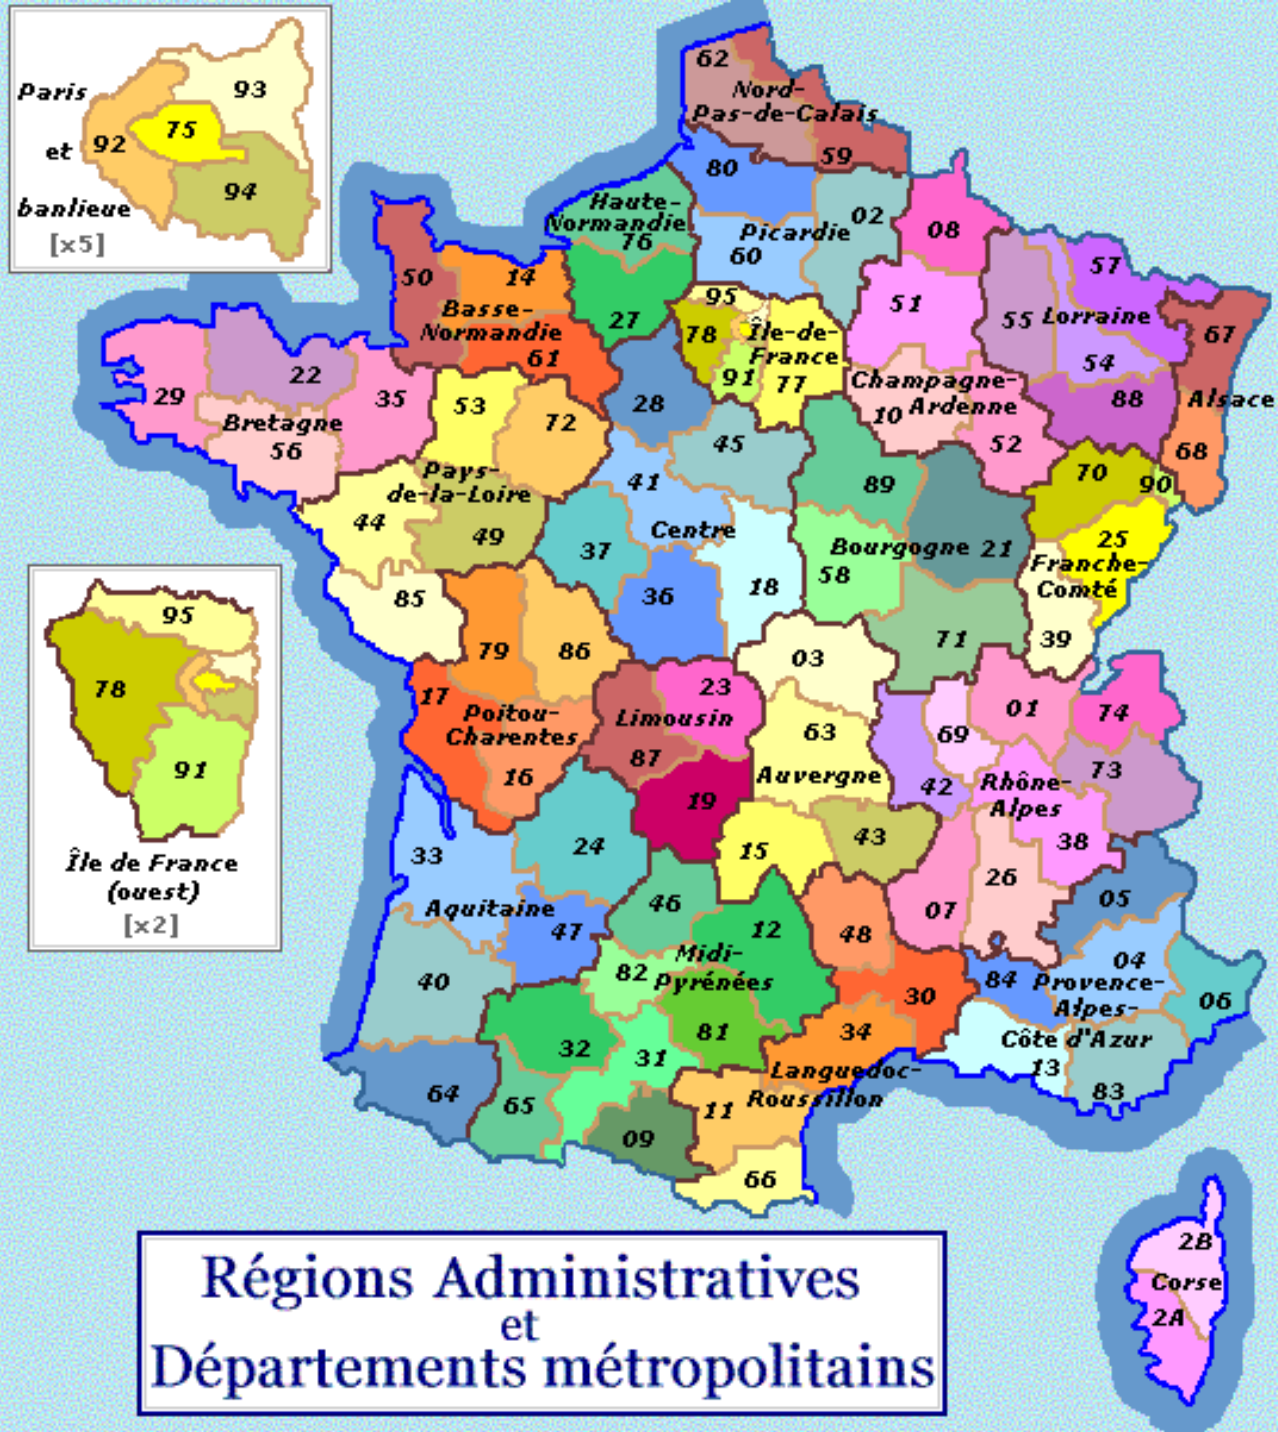 Paris
et
banlieue
[x5]
93
75
92
94
62
Nord-
Pas-de-Calais
59
80
02
Picardie
60
Haute-
Normandie
76
27
50
14
Basse-
Normandie
61
08
51
Champagne-
10 Ardenne
52
57
55 Lorraine
54
88
67
Alsace
68
95
78
Île-de-
France
91
77
29
22
35
Bretagne
56
53
72
Pays-
de-la-Loire
44
49
85
28
45
41
Centre
37
18
36
89
Bourgogne 21
58
71
70
90
25
Franche-
Comté
39
95
78
91
Île de France
(ouest)
[x2]
79
86
17
Poitou-
Charentes
16
23
Limousin
87
19
03
63
Auvergne
15
43
01
74
69
73
42
Rhône-
Alpes
38
26
07
33
24
Aquitaine
47
40
64
46
12
Midi-
82 Pyrénées
81
32
31
65
09
48
30
34
Languedoc-
Roussillon
11
66
05
04
84 Provence-
Alpes-
06
Côte d'Azur
13
83
2B
Corse
2A
Régions Administratives
et
Départements métropolitains